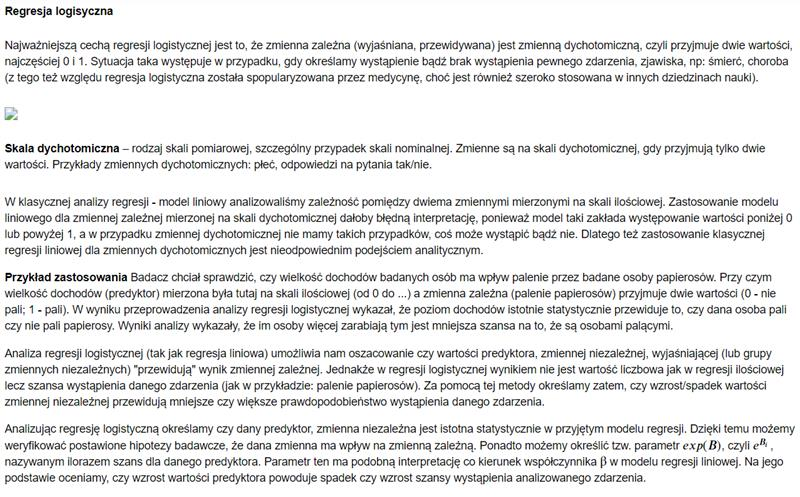 Regresja logisyczna
Najważniejszą cechą regresji logistycznej jest to, że zmienna zależna (wyjaśniana, przewidywana) jest zmienną dychotomiczną, czyli przyjmuje dwie wartości,
najczęściej 0 i 1. Sytuacja taka występuje w przypadku, gdy określamy wystąpienie bądź brak wystąpienia pewnego zdarzenia, zjawiska, np: śmierć, choroba
(z tego też względu regresja logistyczna została spopularyzowana przez medycynę, choć jest również szeroko stosowana w innych dziedzinach nauki).
Skala dychotomiczna – rodzaj skali pomiarowej, szczególny przypadek skali nominalnej. Zmienne są na skali dychotomicznej, gdy przyjmują tylko dwie
wartości. Przykłady zmiennych dychotomicznych: płeć, odpowiedzi na pytania tak/nie.
W klasycznej analizy regresji - model liniowy analizowaliśmy zależność pomiędzy dwiema zmiennymi mierzonymi na skali ilościowej. Zastosowanie modelu
liniowego dla zmiennej zależnej mierzonej na skali dychotomicznej dałoby błędną interpretację, ponieważ model taki zakłada występowanie wartości poniżej 0
lub powyżej 1, a w przypadku zmiennej dychotomicznej nie mamy takich przypadków, coś może wystąpić bądź nie. Dlatego też zastosowanie klasycznej
regresji liniowej dla zmiennych dychotomicznych jest nieodpowiednim podejściem analitycznym.
Przykład zastosowania Badacz chciał sprawdzić, czy wielkość dochodów badanych osób ma wpływ palenie przez badane osoby papierosów. Przy czym
wielkość dochodów (predyktor) mierzona była tutaj na skali ilościowej (od 0 do ...) a zmienna zależna (palenie papierosów) przyjmuje dwie wartości (0 - nie
pali; 1 - pali). W wyniku przeprowadzenia analizy regresji logistycznej wykazał, że poziom dochodów istotnie statystycznie przewiduje to, czy dana osoba pali
czy nie pali papierosy. Wyniki analizy wykazały, że im osoby więcej zarabiają tym jest mniejsza szansa na to, że są osobami palącymi.
Analiza regresji logistycznej (tak jak regresja liniowa) umożliwia nam oszacowanie czy wartości predyktora, zmiennej niezależnej, wyjaśniającej (lub grupy
zmiennych niezależnych) "przewidują" wynik zmiennej zależnej. Jednakże w regresji logistycznej wynikiem nie jest wartość liczbowa jak w regresji ilościowej
lecz szansa wystąpienia danego zdarzenia (jak w przykładzie: palenie papierosów). Za pomocą tej metody określamy zatem, czy wzrost/spadek wartości
zmiennej niezależnej przewidują mniejsze czy większe prawdopodobieństwo wystąpienia danego zdarzenia.
Analizując regresję logistyczną określamy czy dany predyktor, zmienna niezależna jest istotna statystycznie w przyjętym modelu regresji. Dzięki temu możemy
weryfikować postawione hipotezy badawcze, że dana zmienna ma wpływ na zmienną zależną. Ponadto możemy określić tzw. parametr exp(B), czyli e^{B_i} ,
nazywanym ilorazem szans dla danego predyktora. Parametr ten ma podobną interpretację co kierunek współczynnika β w modelu regresji liniowej. Na jego
podstawie oceniamy, czy wzrost wartości predyktora powoduje spadek czy wzrost szansy wystąpienia analizowanego zdarzenia.